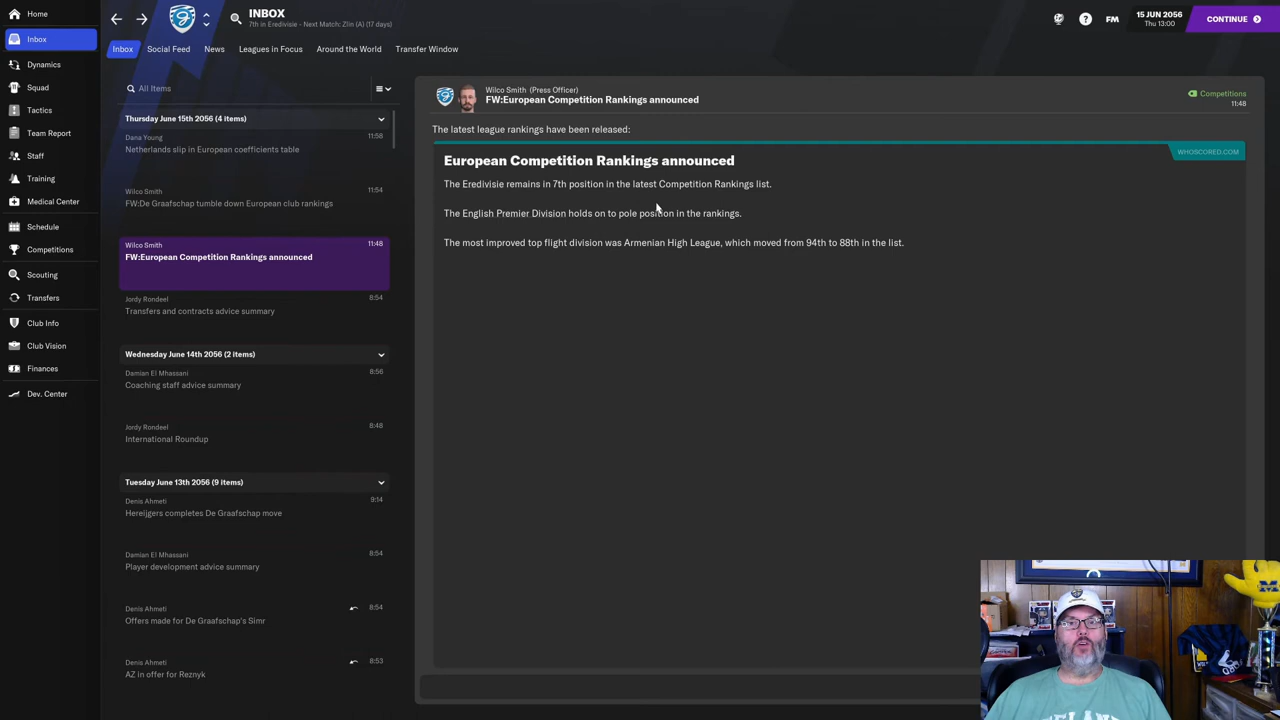 Home
Inbox
Dynamics
Squad
Tactics
Team Report
Staff
Training
Medical Center
Schedule
Competitions
Scouting
Transfers
Club Info
Club Vision
Finances
Dev. Center
INBOX
7th in Eredivisie - Next Match: Zlín (A) (17 days)
FM
15 JUN 2056
Thu 13:00
CONTINUE
Inbox
Social Feed
News
Leagues in Focus
Around the World
Transfer Window
All Items
Thursday June 15th 2056 (4 items)
Dana Young
11:58
Netherlands slip in European coefficients table
Wilco Smith
11:54
FW:De Graafschap tumble down European club rankings
Wilco Smith
11:48
FW:European Competition Rankings announced
Jordy Rondeel
8:54
Transfers and contracts advice summary
Wednesday June 14th 2056 (2 items)
Damian El Mhassani
8:56
Coaching staff advice summary
Jordy Rondeel
8:48
International Roundup
Tuesday June 13th 2056 (9 items)
Denis Ahmeti
9:14
Hereijgers completes De Graafschap move
Damian El Mhassani
8:54
Player development advice summary
Denis Ahmeti
8:54
Offers made for De Graafschap's Simr
Denis Ahmeti
8:53
AZ in offer for Reznyk
Wilco Smith (Press Officer)
FW:European Competition Rankings announced
Competitions
11:48
The latest league rankings have been released:
European Competition Rankings announced
WHOSCORED.COM
The Eredivisie remains in 7th position in the latest Competition Rankings list.
The English Premier Division holds on to pole position in the rankings.
The most improved top flight division was Armenian High League, which moved from 94th to 88th in the list.